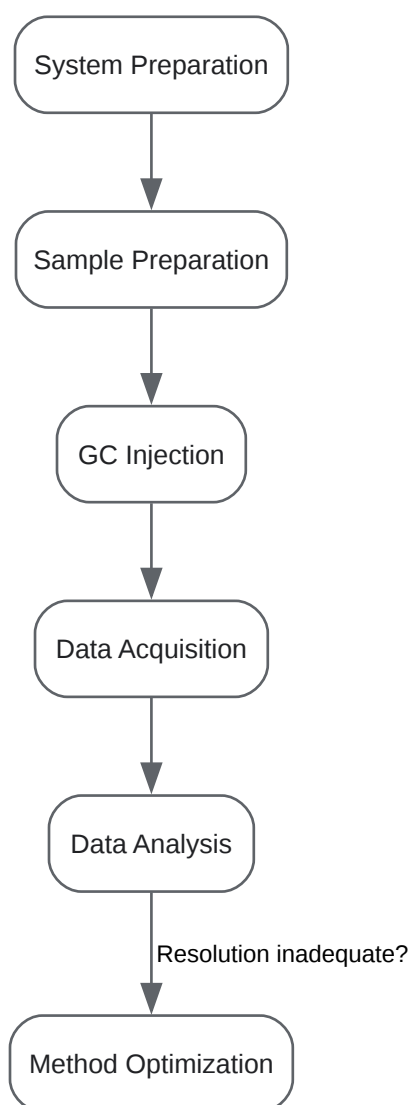 System Preparation
Sample Preparation
GC Injection
Data Acquisition
Data Analysis
Resolution inadequate?
Method Optimization